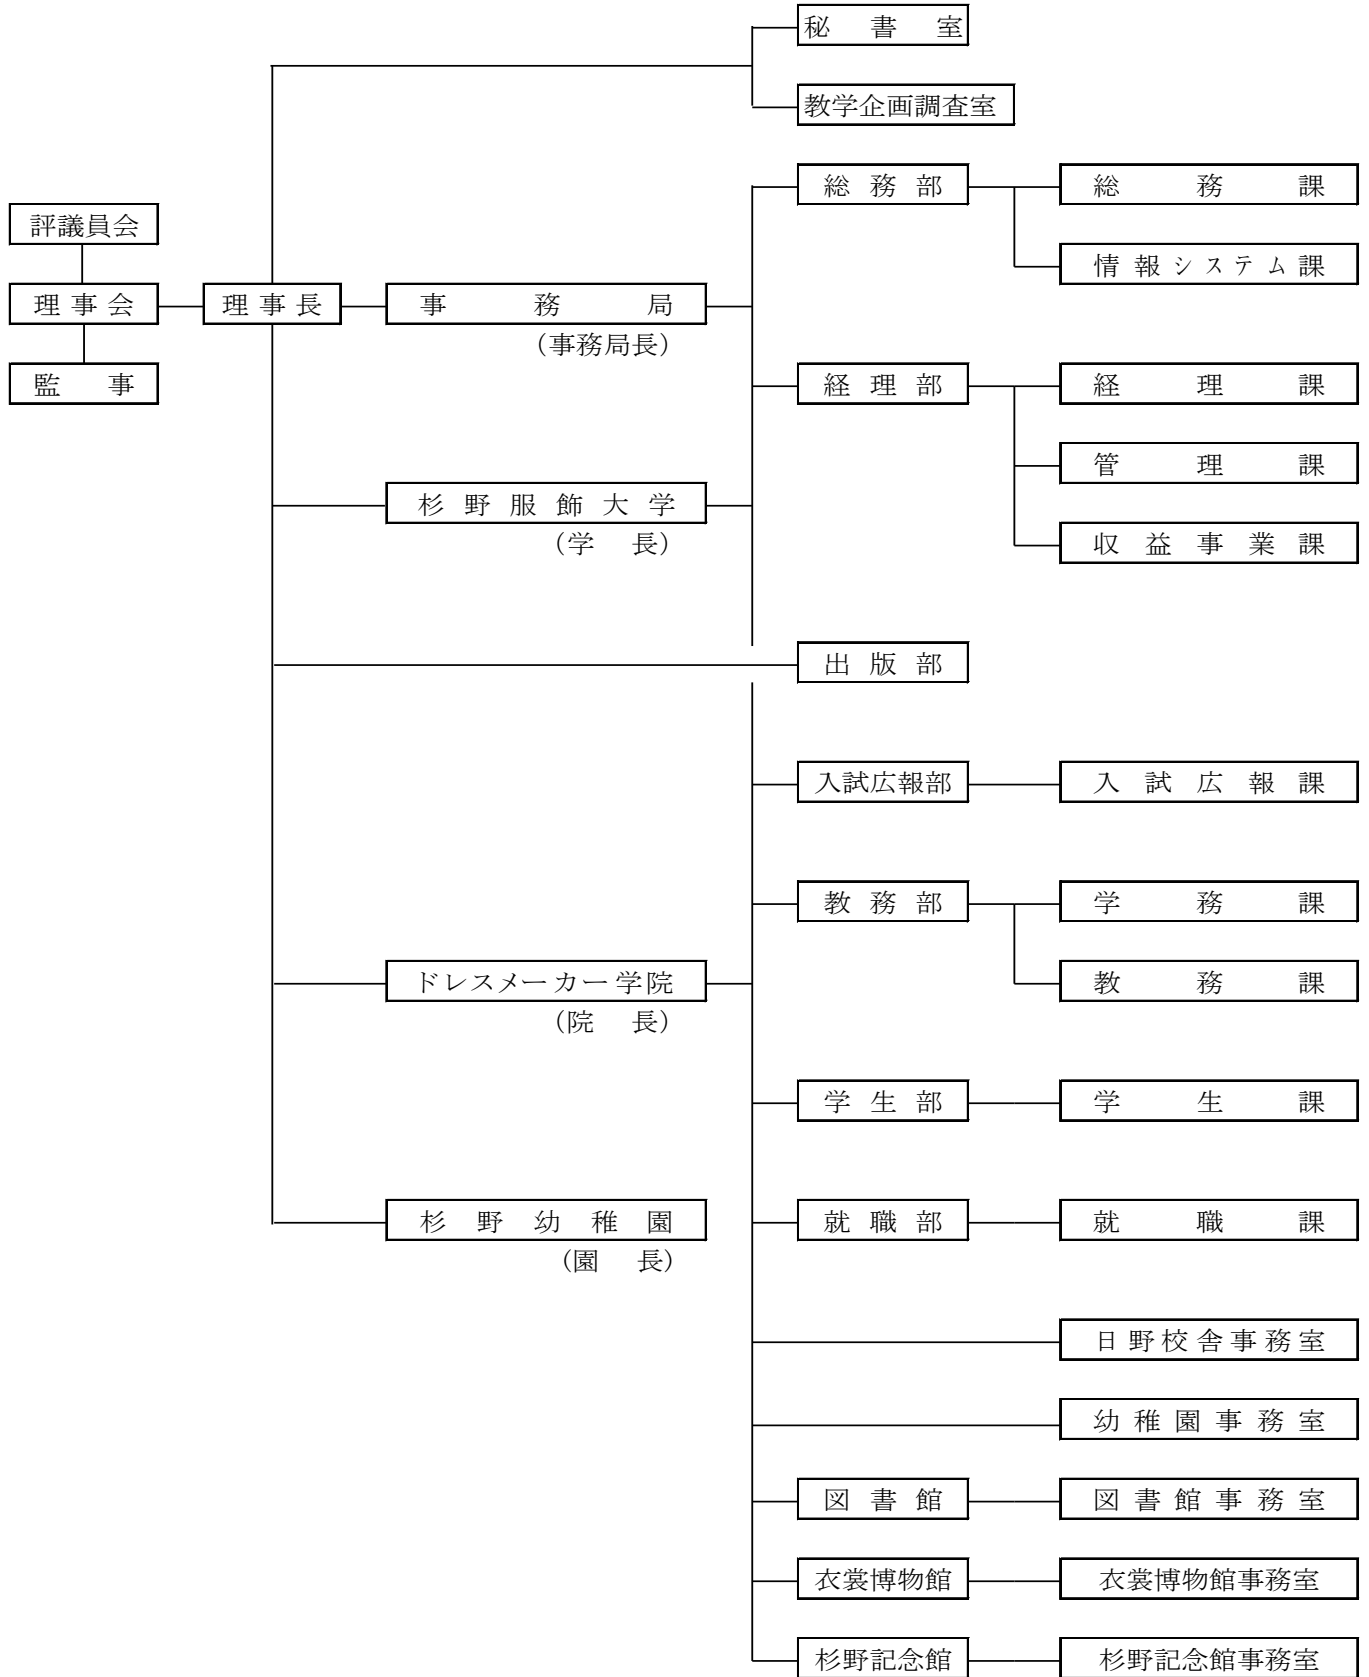 秘書室
教学企画調査室
総務部 総務課
評議員会
情報システム課
理事会 理事長 事務局
(事務局長)
監事 経理部 経理課
管理課
杉野服飾大学
(学 長) 収益事業課
出版部
入試広報部 入試広報課
教務部 学務課
ドレスメーカー学院 教務課
(院 長)
学生部 学生課
杉野幼稚園 就職部 就職課
(園 長)
日野校舎事務室
幼稚園事務室
図書館 図書館事務室
衣裳博物館 衣裳博物館事務室
杉野記念館 杉野記念館事務室